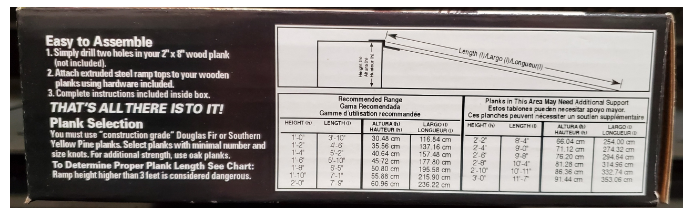 Easy to Assemble
1. Simply drill two holes in your 2" x 8" wood plank
(not included).
2. Attach extruded steel ramp tops to your wooden
planks using hardware included.
3. Complete instructions included inside box.
THAT'S ALL THERE IS TO IT!
Plank Selection
You must use "construction grade" Douglas Fir or Southern
Yellow Pine planks. Select planks with minimal number and
size knots. For additional strength, use oak planks.
To Determine Proper Plank Length See Chart:
Ramp height higher than 3 feet is considered dangerous.
Length (l)/Largo (l)/Longueur(l)
Recommended Range
Gama Recomendada
Gamme d'utilisation recommandée
HEIGHT (h) LENGTH (l) ALTURA (h) HAUTEUR (h) LARGO (l) LONGUEUR (l)
1'-0" 3'-10" 30.48 cm 116.84 cm
1'-2" 4'-6" 35.56 cm 137.16 cm
1'-4" 5'-2" 40.64 cm 157.48 cm
1'-6" 5'-10" 45.72 cm 177.80 cm
1'-8" 50.80 cm 195.58 cm
1'-10" 7'-1" 55.88 cm 215.90 cm
2'-0" 7'-9" 60.96 cm 236.22 cm
Planks in This Area May Need Additional Support
Estos tablones pueden necesitar apoyo mayor.
Ces planches peuvent nécessiter un soutien supplémentaire
HEIGHT (h) LENGTH (l) ALTURA (h) HAUTEUR (h) LARGO (l) LONGUEUR (l)
2'-2" 8'-4" 66.04 cm 254.00 cm
2'-4" 9'-0" 71.12 cm 274.32 cm
2'-6" 9'-8" 76.20 cm 294.64 cm
2'-8" 10'-4" 81.28 cm 314.96 cm
2'-10" 10'-11" 86.36 cm 332.74 cm
3'-0" 11'-7" 91.44 cm 353.06 cm